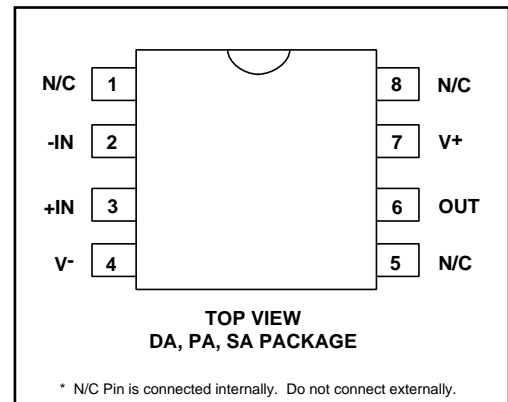 N/C 1 8 N/C
-IN 2 7 V+
+IN 3 6 OUT
V- 4 5 N/C
TOP VIEW
DA, PA, SA PACKAGE
* N/C Pin is connected internally. Do not connect externally.